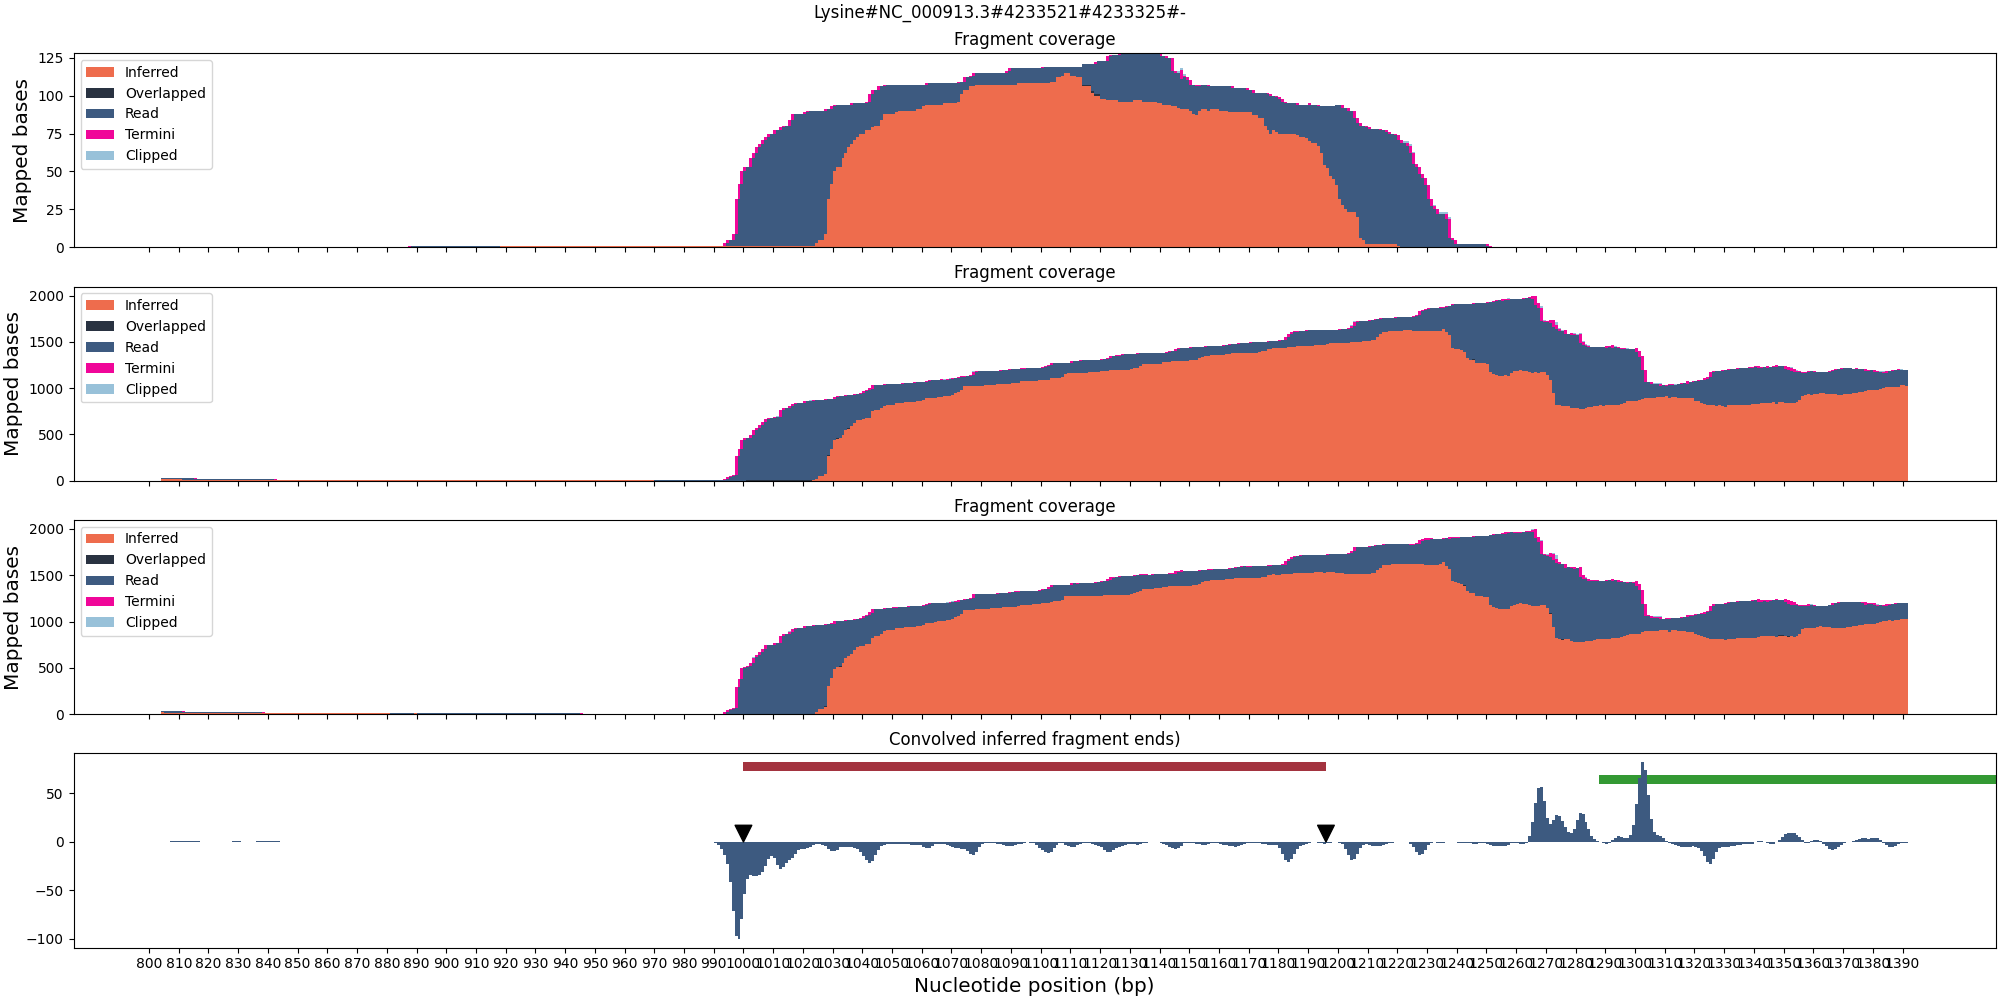 Lysine#NC_000913.3#4233521#4233325#-
Fragment coverage
125
100
75
50
25
0
Mapped bases
Inferred
Overlapped
Read
Termini
Clipped
Fragment coverage
2000
1500
1000
500
0
Mapped bases
Inferred
Overlapped
Read
Termini
Clipped
Fragment coverage
2000
1500
1000
500
0
Mapped bases
Inferred
Overlapped
Read
Termini
Clipped
Convolved inferred fragment ends)
50
0
−50
−100
800 810 820 830 840 850 860 870 880 890 900 910 920 930 940 950 960 970 980 990 1000 1010 1020 1030 1040 1050 1060 1070 1080 1090 1100 1110 1120 1130 1140 1150 1160 1170 1180 1190 1200 1210 1220 1230 1240 1250 1260 1270 1280 1290 1300 1310 1320 1330 1340 1350 1360 1370 1380 1390
Nucleotide position (bp)